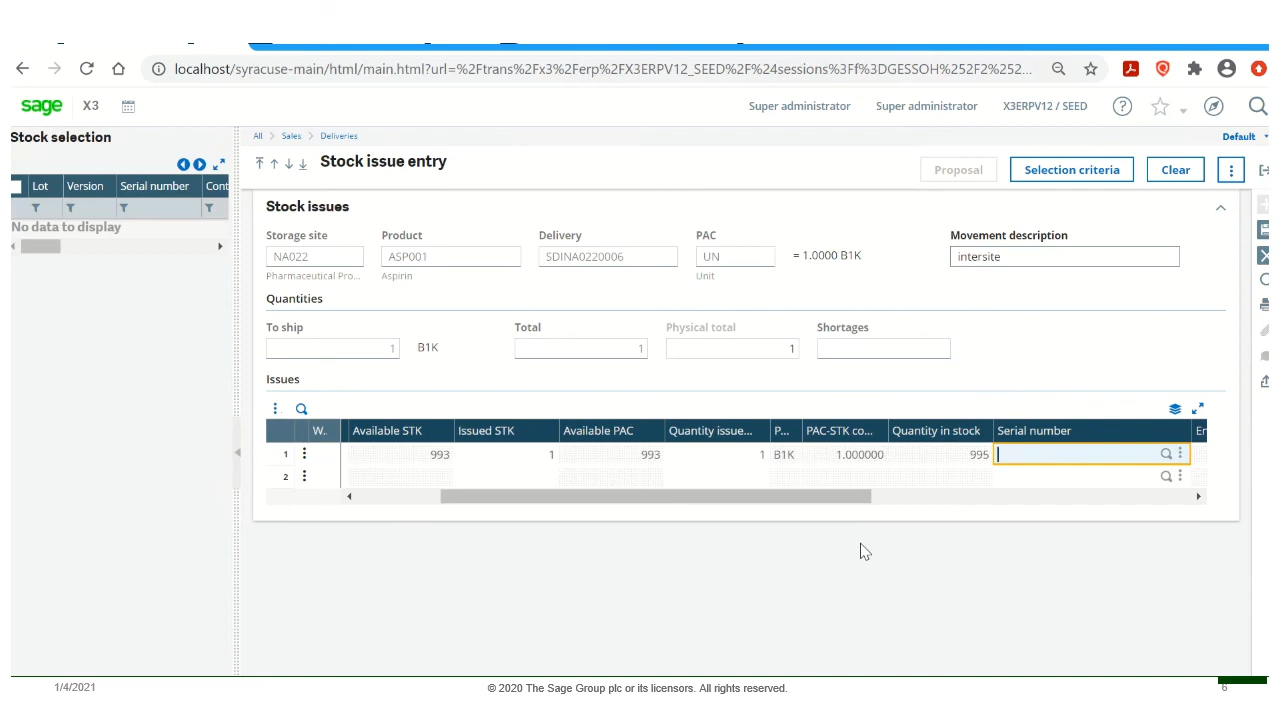 localhost/syracuse-main/html/main.html?url=%2Ftrans%2Fx3%2Ferp%2FX3ERPV12_SEED%2F%24sessions%3Ff%3DGESSOH%252F2%252...
sage X3 Super administrator Super administrator X3ERPV12 / SEED
Stock selection
Lot Version Serial number Cont
No data to display
All > Sales > Deliveries
Default
Stock issue entry
Proposal Selection criteria Clear
Stock issues
Storage site Product Delivery PAC Movement description
NA022 ASP001 SDINA0220006 UN = 1.0000 B1K intersite
Pharmaceutical Pro... Aspirin Unit
Quantities
To ship Total Physical total Shortages
1 B1K 1 1
Issues
W. Available STK Issued STK Available PAC Quantity issue... P... PAC-STK co... Quantity in stock Serial number En
1 993 1 993 1 B1K 1.000000 995
2
1/4/2021 © 2020 The Sage Group plc or its licensors. All rights reserved. 6